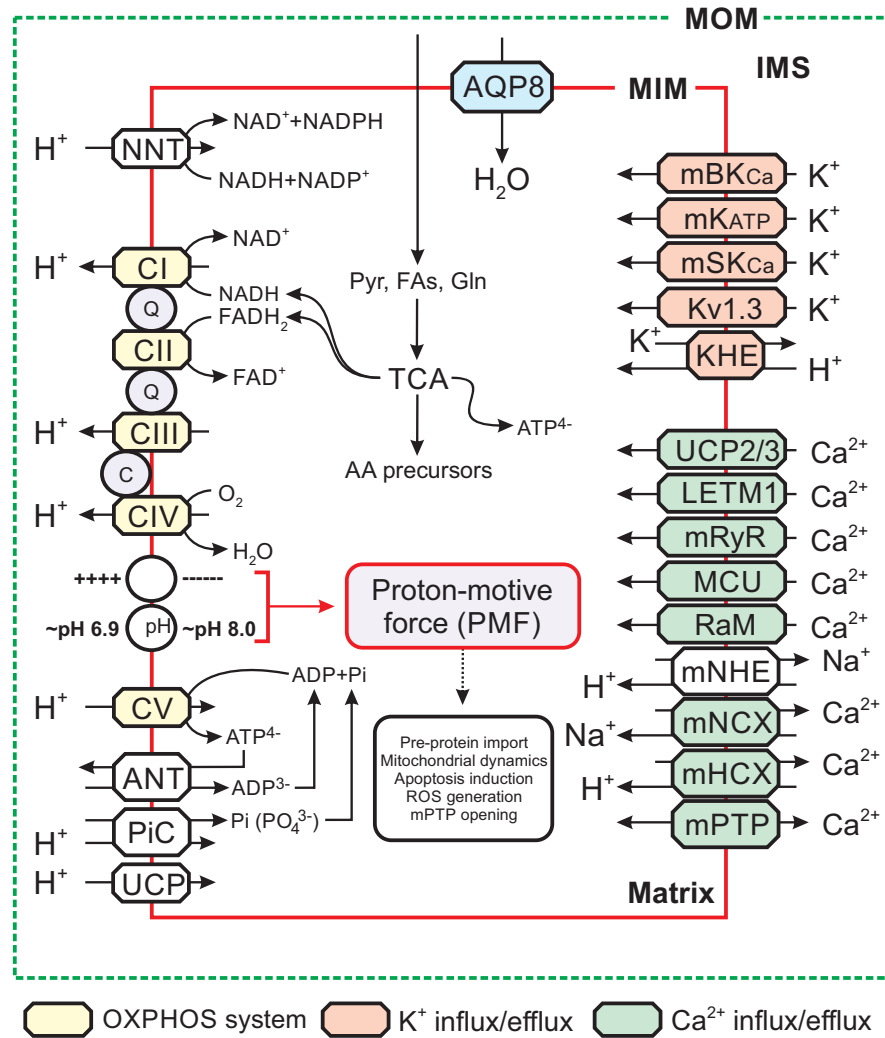 MOM
IMS
AQP8
MIM
H⁺
NNT
NAD⁺+NADPH
NADH+NADP⁺
H₂O
mBKCa
K⁺
mKATP
K⁺
mSKCa
K⁺
Kv1.3
K⁺
K⁺
KHE
H⁺
H⁺
CI
NAD⁺
NADH
Q
FADH₂
CII
FAD⁺
Q
H⁺
CIII
C
H⁺
CIV
O₂
H₂O
Pyr, FAs, Gln
TCA
ATP⁴⁻
AA precursors
++++
------
~pH 6.9
pH
~pH 8.0
Proton-motive
force (PMF)
Pre-protein import
Mitochondrial dynamics
Apoptosis induction
ROS generation
mPTP opening
H⁺
CV
ADP+Pi
ATP⁴⁻
ANT
ADP³⁻
H⁺
PiC
Pi (PO₄³⁻)
H⁺
UCP
UCP2/3
Ca²⁺
LETM1
Ca²⁺
mRyR
Ca²⁺
MCU
Ca²⁺
RaM
Ca²⁺
mNHE
Na⁺
H⁺
mNCX
Ca²⁺
Na⁺
mHCX
Ca²⁺
H⁺
mPTP
Ca²⁺
Matrix
OXPHOS system
K⁺ influx/efflux
Ca²⁺ influx/efflux